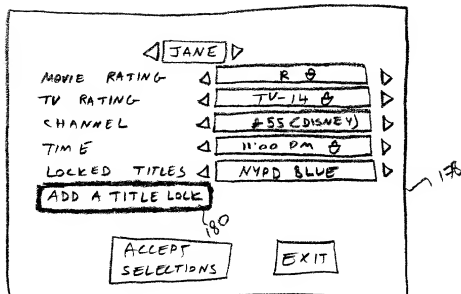 JANE
MOVIE RATING R
TV RATING TV-14
CHANNEL #55 (DISNEY)
TIME 11:00 PM
LOCKED TITLES NYPD BLUE
ADD A TITLE LOCK
180
178
ACCEPT
SELECTIONS
EXIT